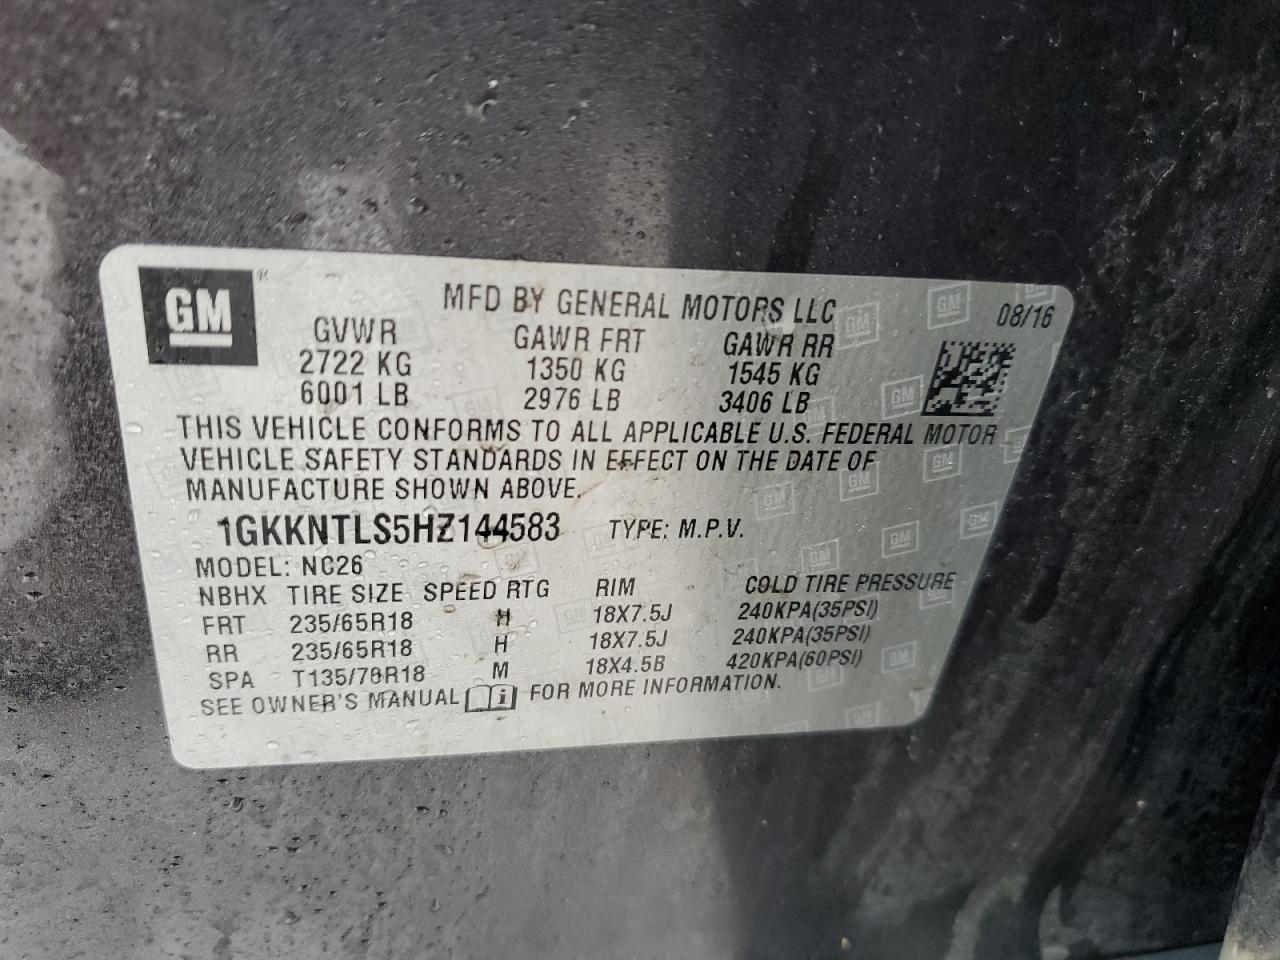 GM ®
MFD BY GENERAL MOTORS LLC
08/16
GVWR GAWR FRT GAWR RR
2722 KG 1350 KG 1545 KG
6001 LB 2976 LB 3406 LB
THIS VEHICLE CONFORMS TO ALL APPLICABLE U.S. FEDERAL MOTOR
VEHICLE SAFETY STANDARDS IN EFFECT ON THE DATE OF
MANUFACTURE SHOWN ABOVE.
1GKKNTLS5HZ144583 TYPE: M.P.V.
MODEL: NC26
NBHX TIRE SIZE SPEED RTG RIM COLD TIRE PRESSURE
FRT 235/65R18 H 18X7.5J 240KPA(35PSI)
RR 235/65R18 H 18X7.5J 240KPA(35PSI)
SPA T135/70R18 M 18X4.5B 420KPA(60PSI)
SEE OWNER'S MANUAL i FOR MORE INFORMATION.